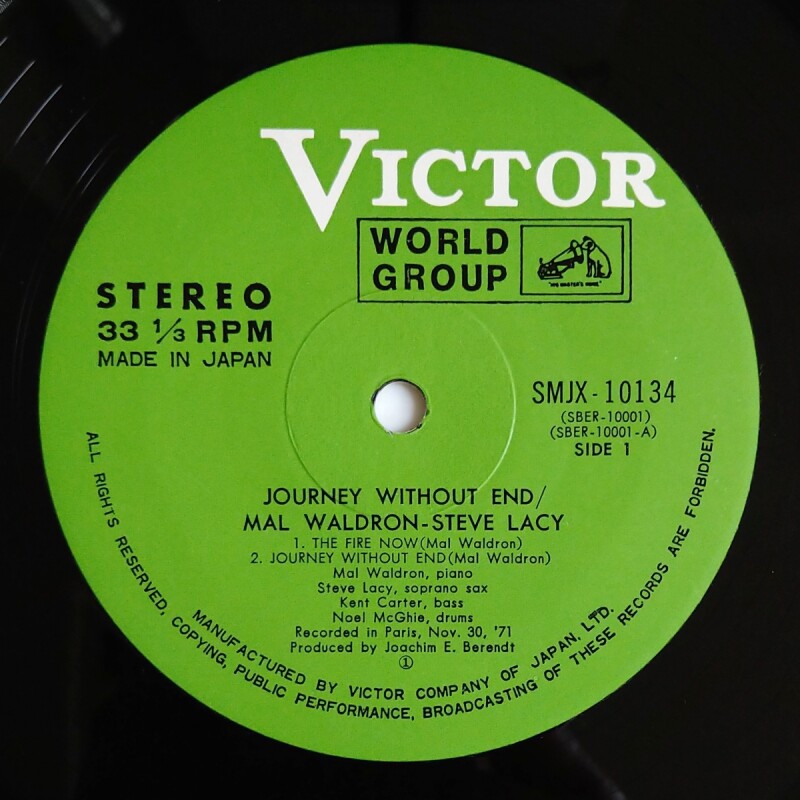 VICTOR
WORLD
GROUP
"HIS MASTER'S VOICE"
STEREO
33 1/3 RPM
MADE IN JAPAN
SMJX-10134
(SBER-10001)
(SBER-10001-A)
SIDE 1
JOURNEY WITHOUT END/
MAL WALDRON-STEVE LACY
1. THE FIRE NOW(Mal Waldron)
2. JOURNEY WITHOUT END(Mal Waldron)
Mal Waldron, piano
Steve Lacy, soprano sax
Kent Carter, bass
Noel McGhie, drums
Recorded in Paris, Nov. 30, '71
Produced by Joachim E. Berendt
①
MANUFACTURED BY VICTOR COMPANY OF JAPAN, LTD.
ALL RIGHTS RESERVED, COPYING, PUBLIC PERFORMANCE, BROADCASTING OF THESE RECORDS ARE FORBIDDEN.